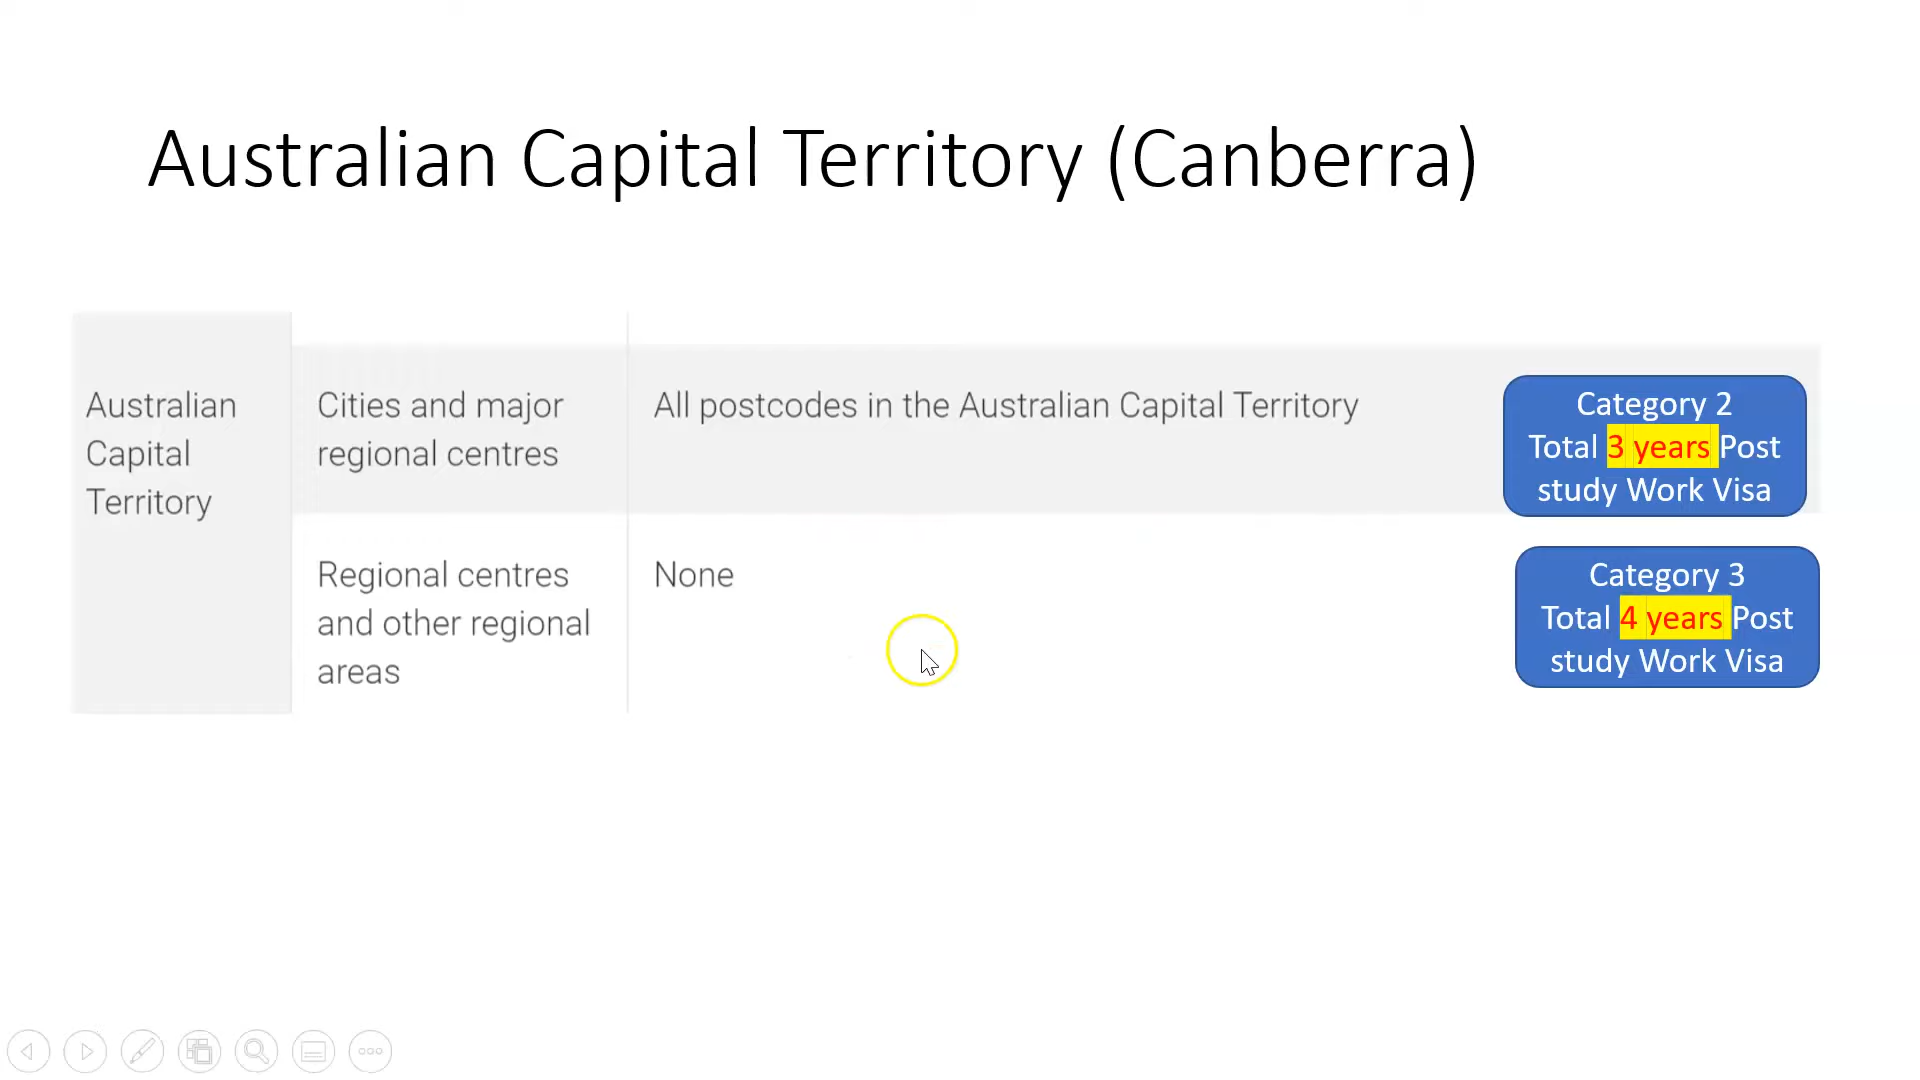 Australian Capital Territory (Canberra)
Australian
Capital
Territory
Cities and major
regional centres
All postcodes in the Australian Capital Territory
Category 2
Total 3 years Post
study Work Visa
Regional centres
and other regional
areas
None
Category 3
Total 4 years Post
study Work Visa